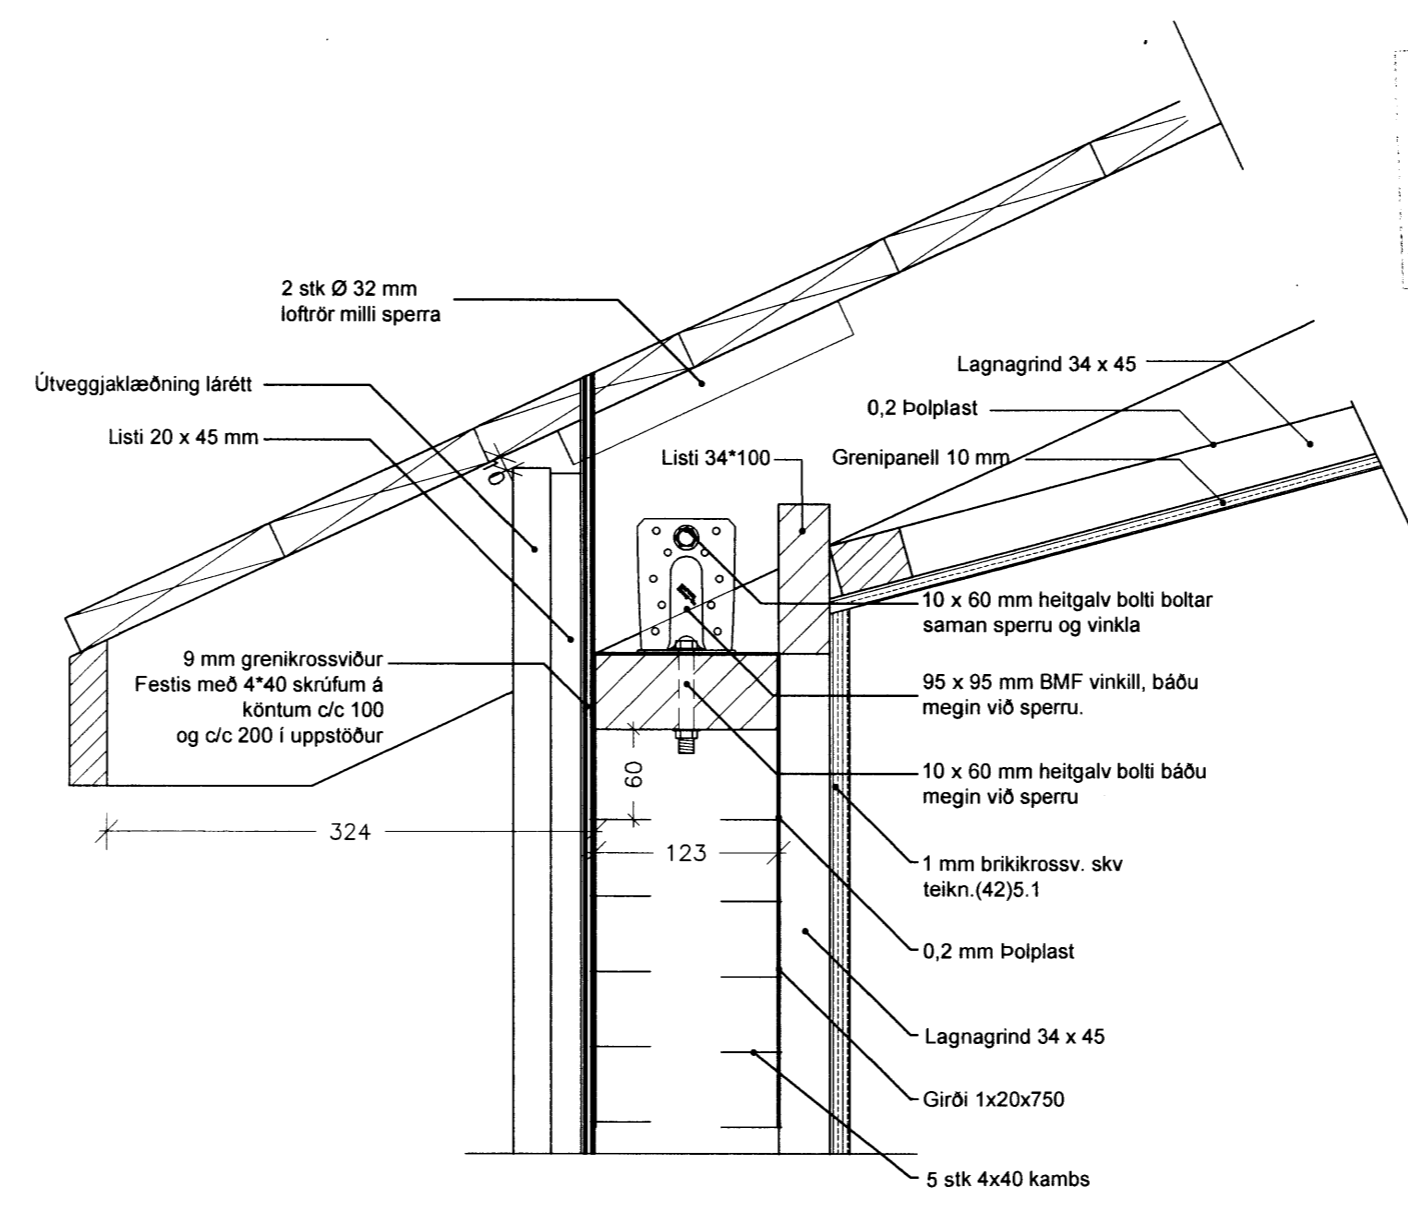 2 stk Ø 32 mm
loftrör milli sperra
Útveggjaklæðning lárétt
Listi 20 x 45 mm
Lagnagrind 34 x 45
0,2 Þolplast
Listi 34*100
Grenipanell 10 mm
9 mm grenikrossviður
Festis með 4*40 skrúfum á
köntum c/c 100
og c/c 200 í uppstöður
10 x 60 mm heitgalv bolti boltar
saman sperru og vinkla
95 x 95 mm BMF vinkill, báðu
megin við sperru.
10 x 60 mm heitgalv bolti báðu
megin við sperru
60
324
123
1 mm brikikrossv. skv
teikn.(42)5.1
0,2 mm Þolplast
Lagnagrind 34 x 45
Girði 1x20x750
5 stk 4x40 kambs